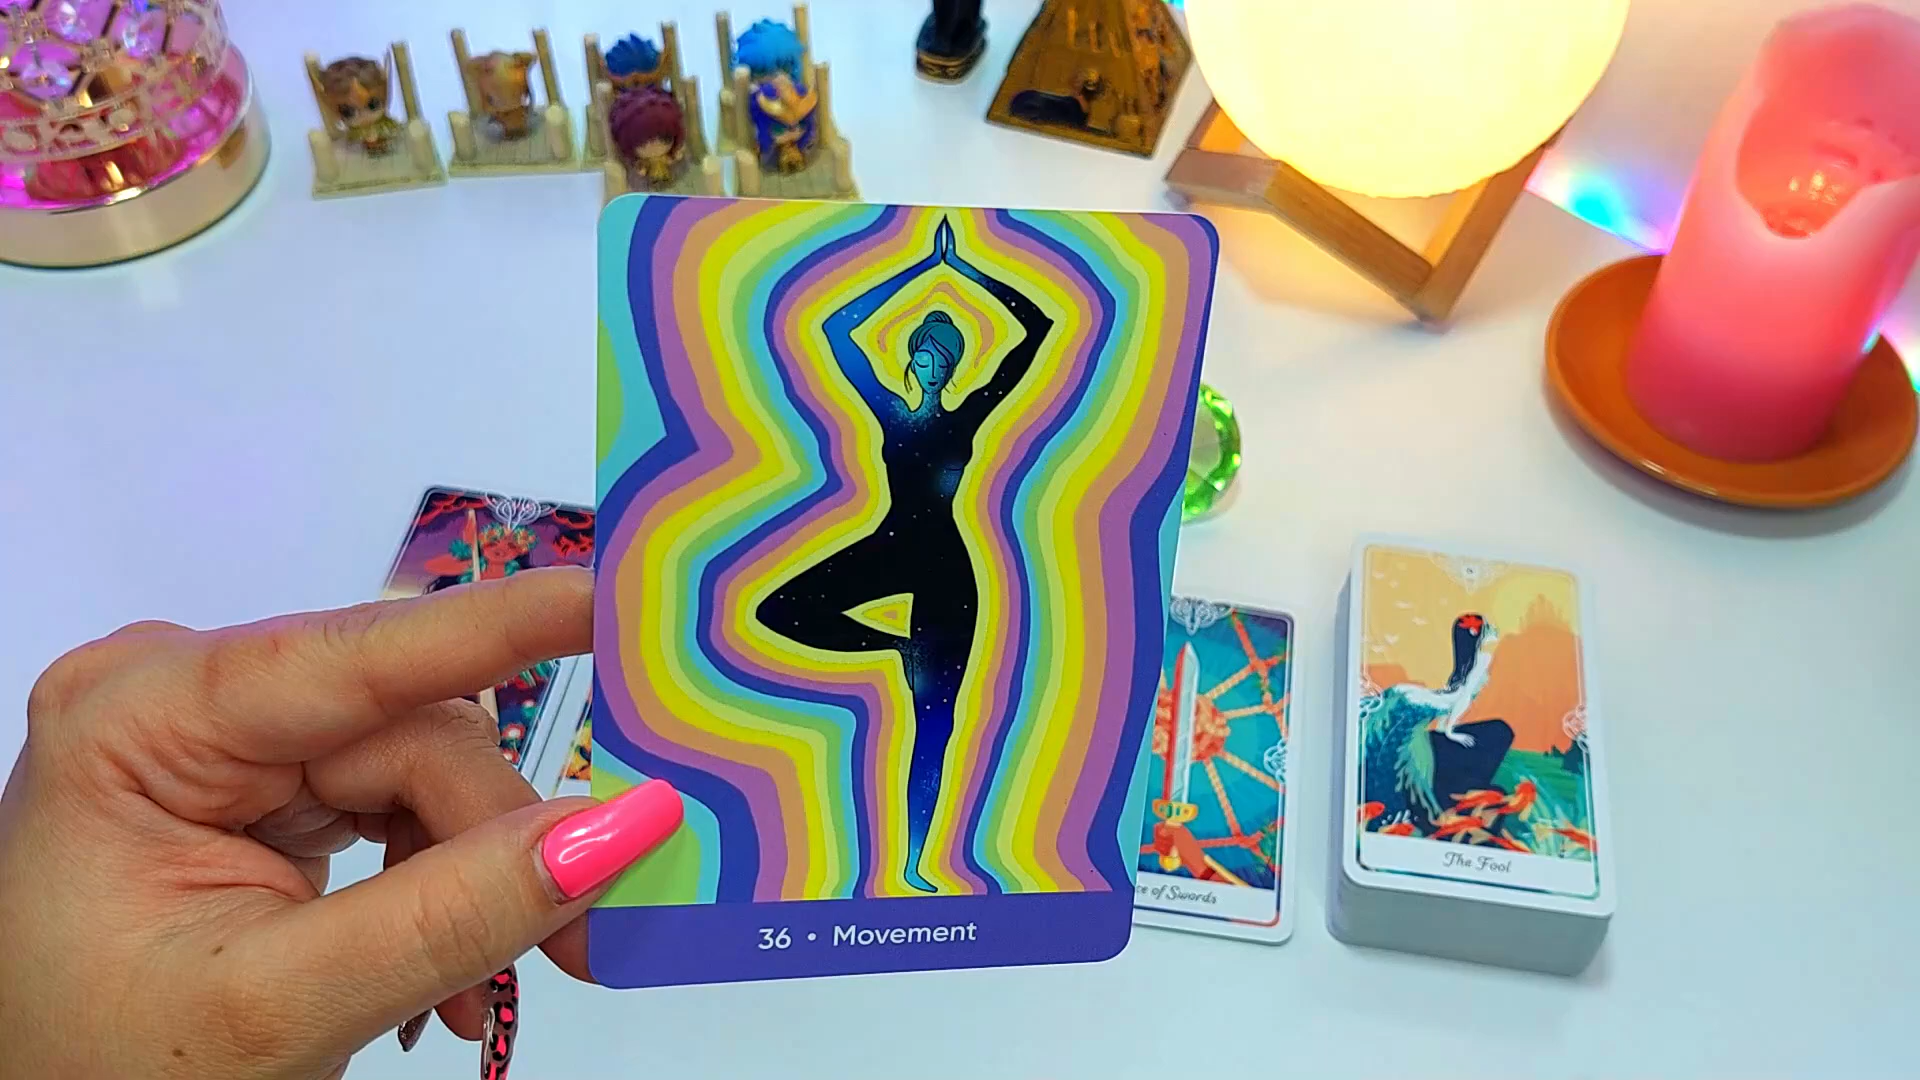 36 • Movement
of Swords
The Fool